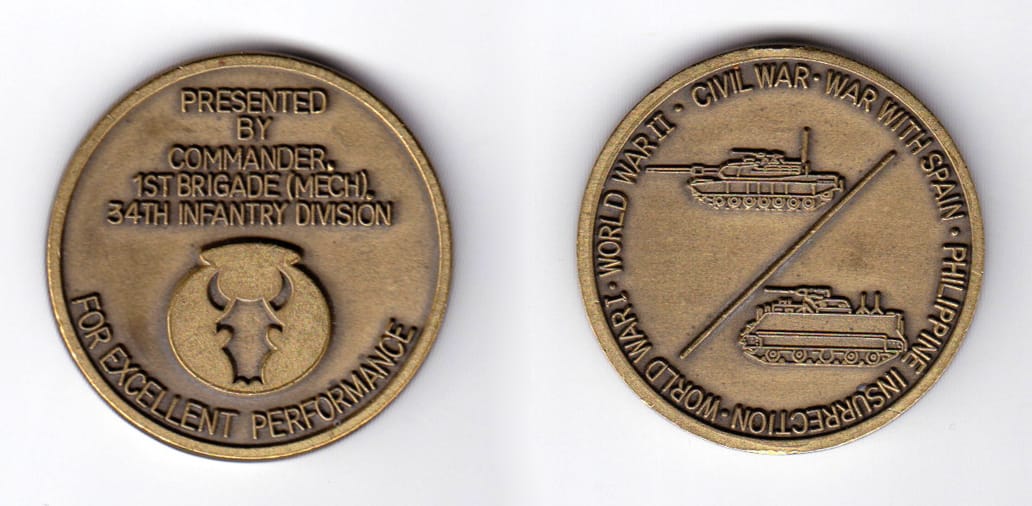 PRESENTED
BY
COMMANDER,
1ST BRIGADE (MECH),
34TH INFANTRY DIVISION
FOR EXCELLENT PERFORMANCE
CIVIL WAR · WAR WITH SPAIN · PHILIPPINE INSURRECTION · WORLD WAR I · WORLD WAR II ·